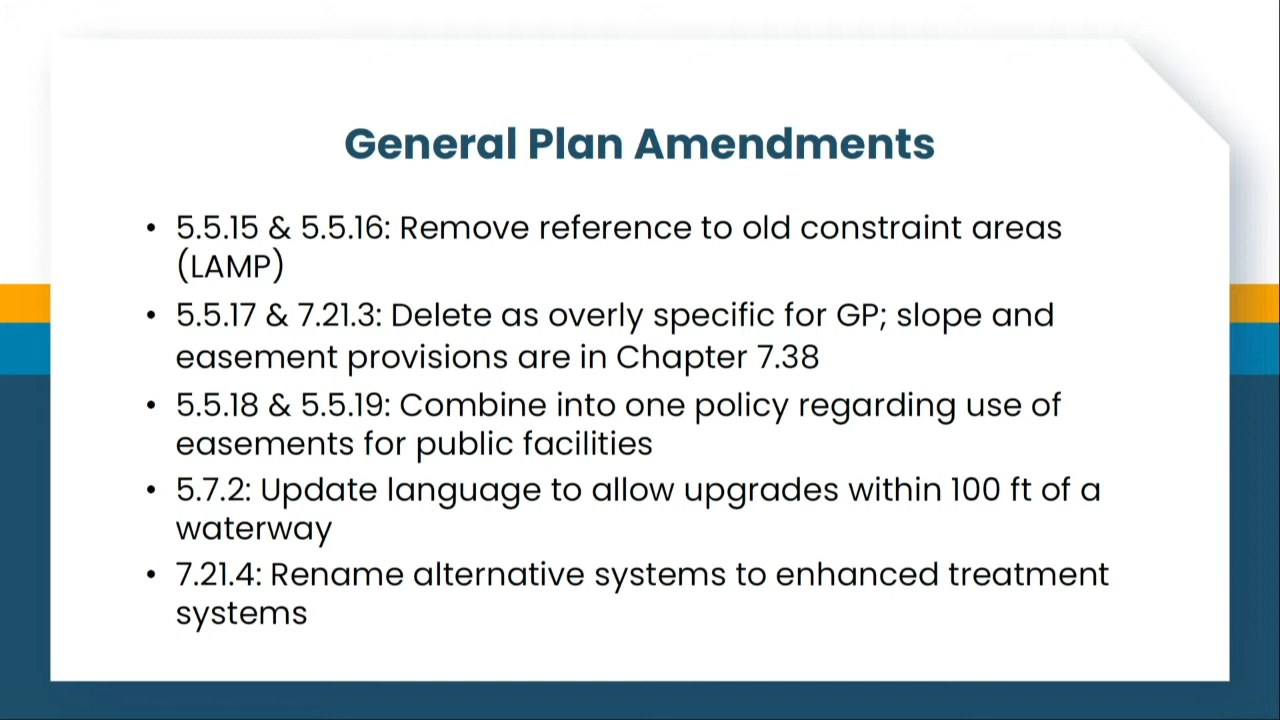 General Plan Amendments
• 5.5.15 & 5.5.16: Remove reference to old constraint areas
(LAMP)
• 5.5.17 & 7.21.3: Delete as overly specific for GP; slope and
easement provisions are in Chapter 7.38
• 5.5.18 & 5.5.19: Combine into one policy regarding use of
easements for public facilities
• 5.7.2: Update language to allow upgrades within 100 ft of a
waterway
• 7.21.4: Rename alternative systems to enhanced treatment
systems